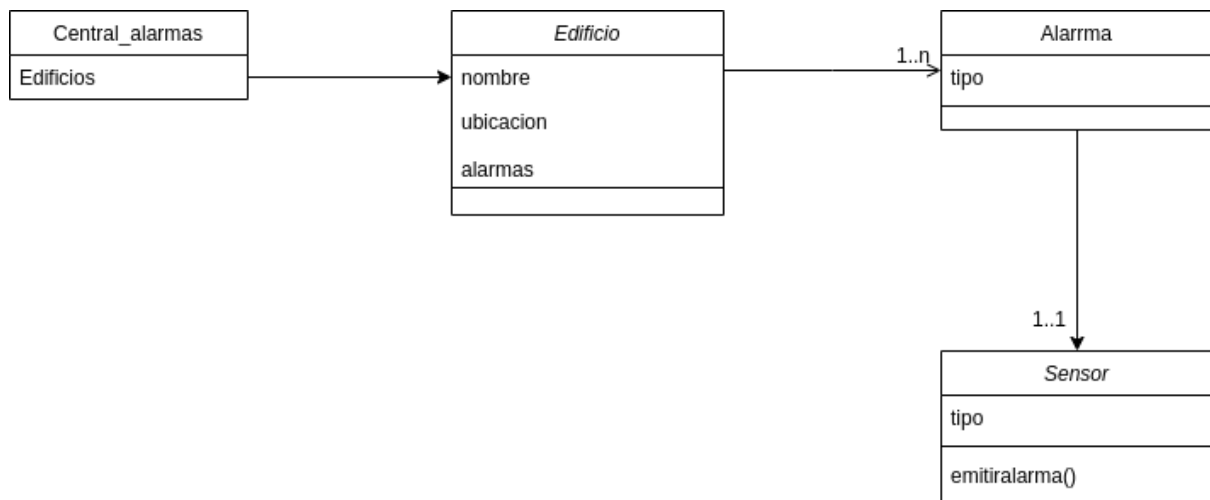 Central_alarmas
Edificios
Edificio
nombre
ubicacion
alarmas
1..n
Alarrma
tipo
1..1
Sensor
tipo
emitiralarma()